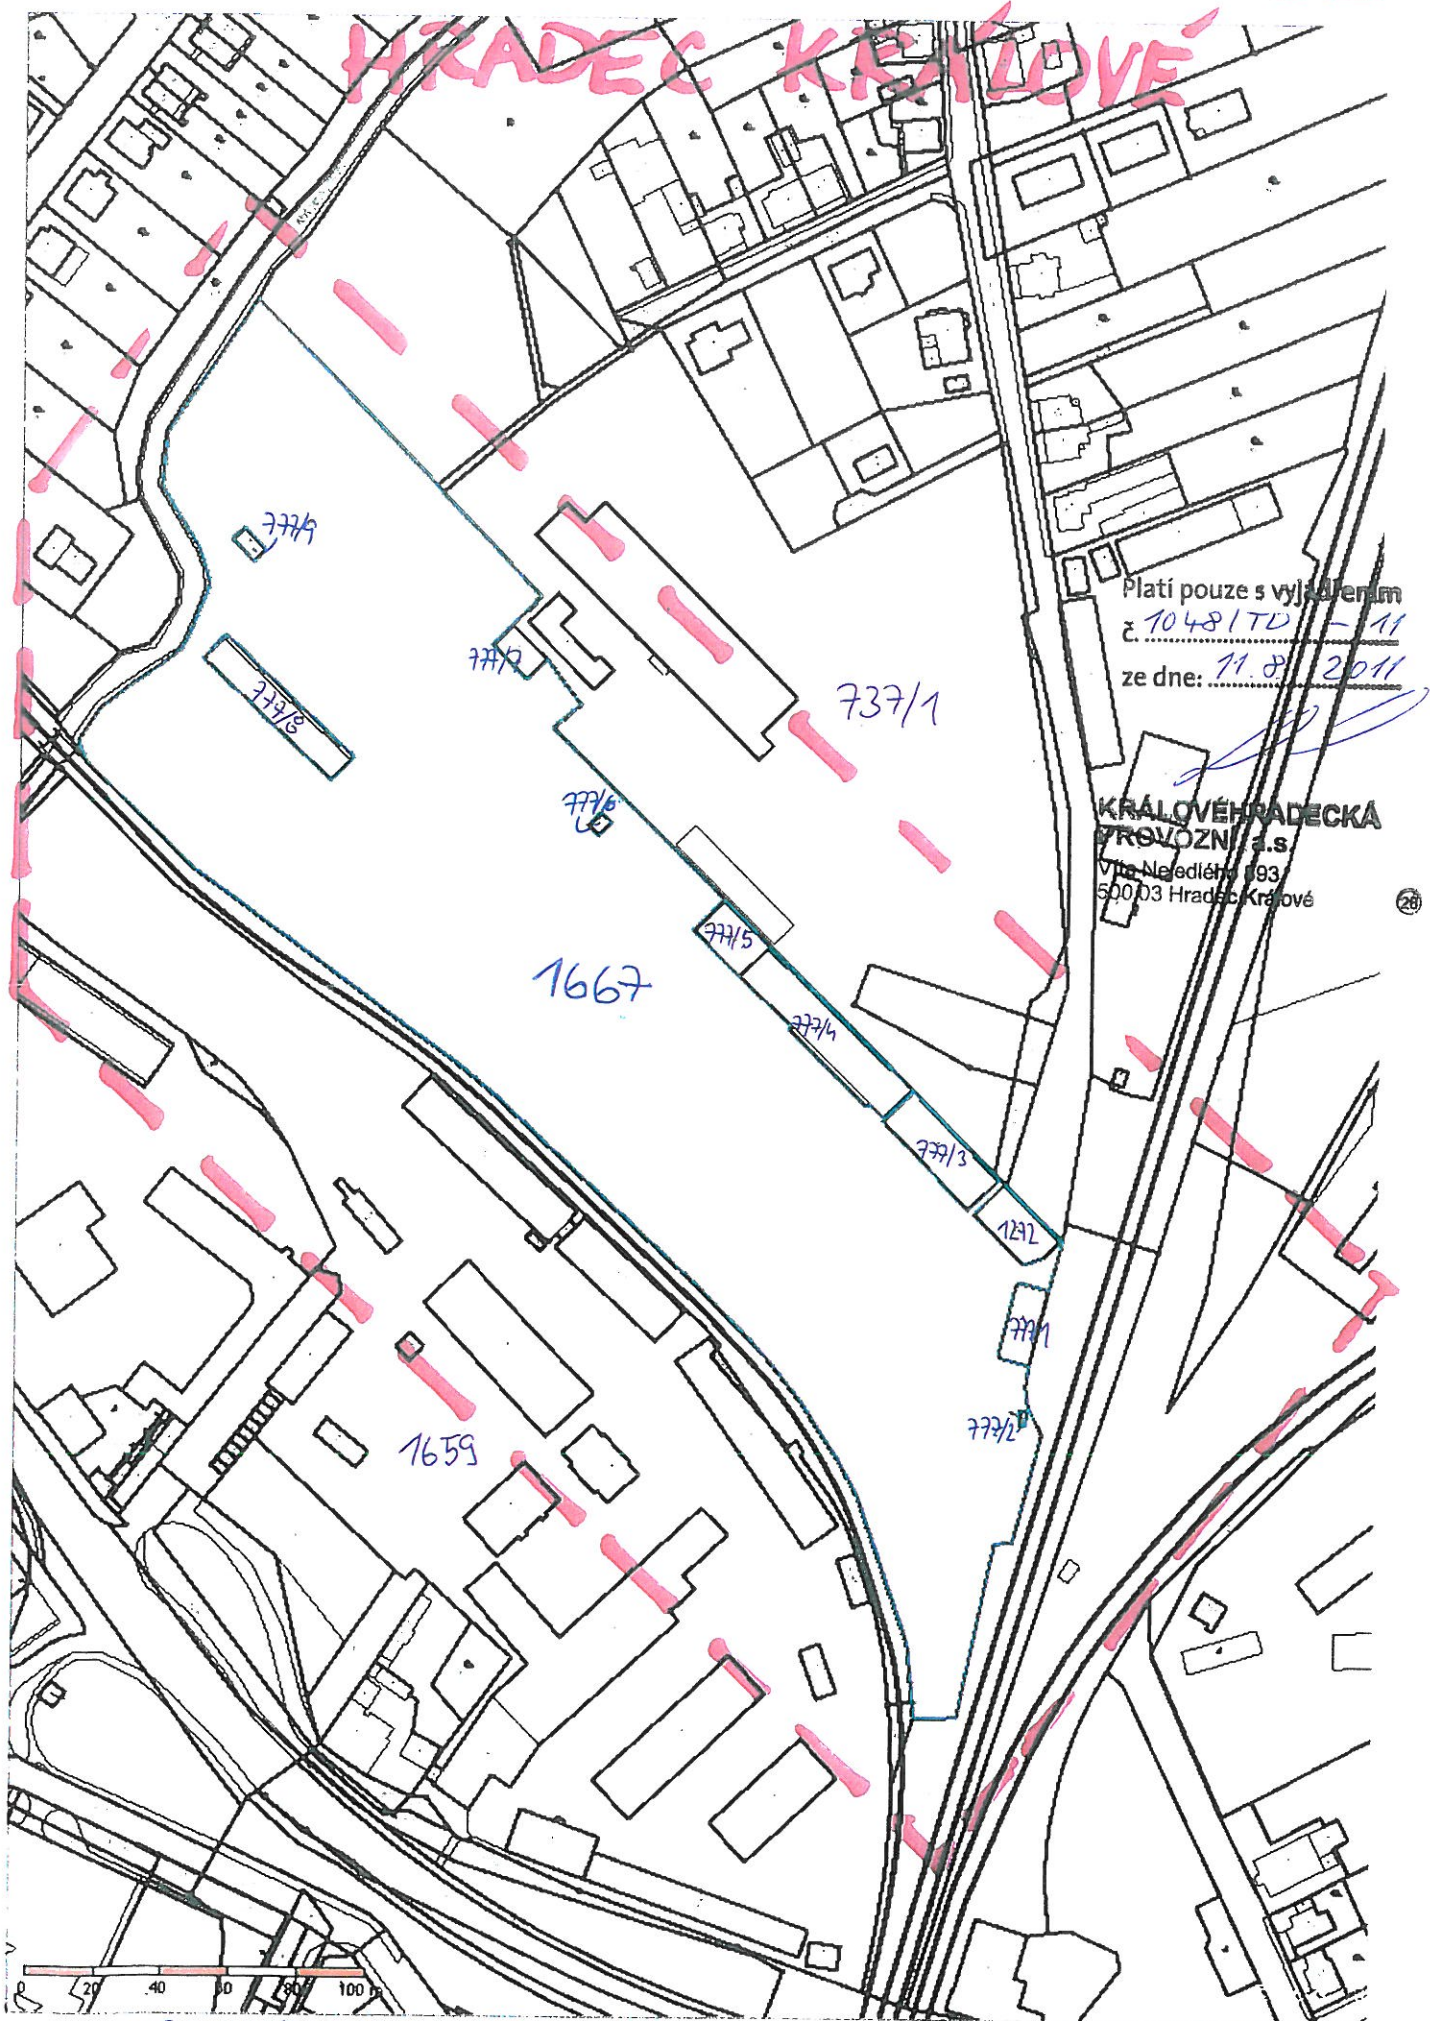 HRADEC KRÁLOVÉ
777/9
Platí pouze s vyjádřením
č. 1048/TD - 11
777/7
ze dne: 11. 8. 2011
777/8
737/1
777/6
KRÁLOVÉHRADECKÁ
PROVOZNÍ a.s.
Víta Nejedlého 893
500 03 Hradec Králové
28
777/5
1667
777/4
777/3
1272
777/1
777/2
1659
0 20 40 60 80 100 m